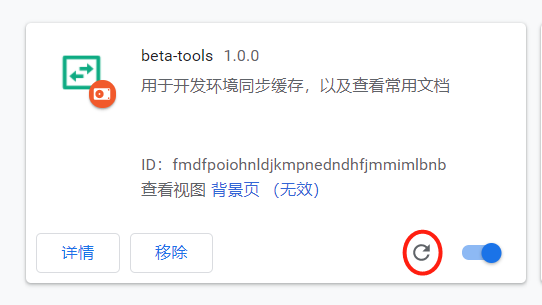 beta-tools 1.0.0
用于开发环境同步缓存，以及查看常用文档
ID：fmdfpoiohnldjkmpnedndhfjmmimlbnb
查看视图 背景页 （无效）
详情 移除